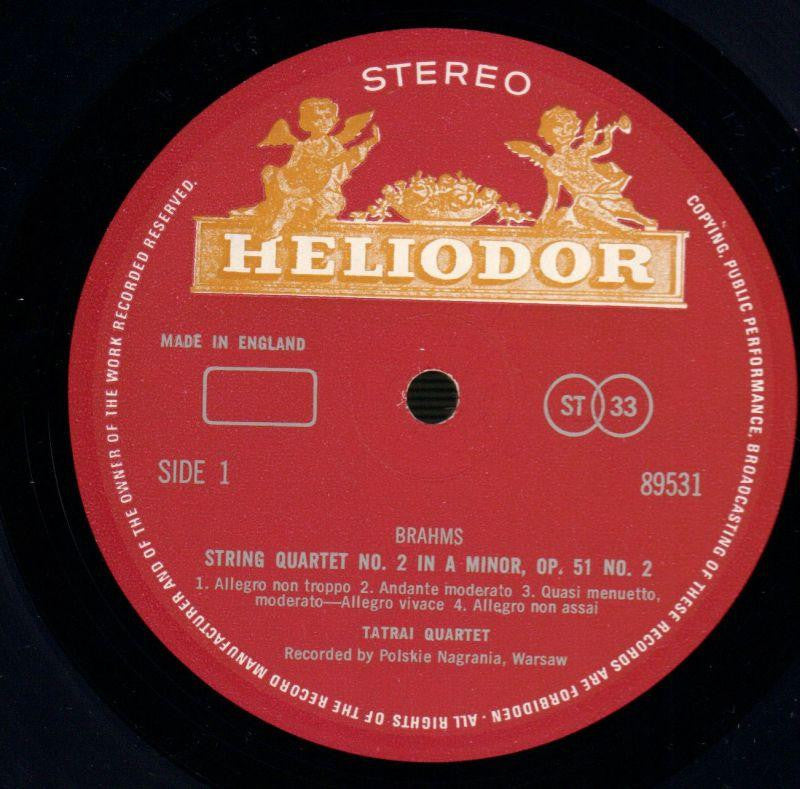 STEREO
HELIODOR
MADE IN ENGLAND
ST 33
SIDE 1
89531
BRAHMS
STRING QUARTET NO. 2 IN A MINOR, OP. 51 NO. 2
1. Allegro non troppo 2. Andante moderato 3. Quasi menuetto,
moderato—Allegro vivace 4. Allegro non assai
TATRAI QUARTET
Recorded by Polskie Nagrania, Warsaw
ALL RIGHTS OF THE RECORD MANUFACTURER AND OF THE OWNER OF THE WORK RECORDED RESERVED. COPYING, PUBLIC PERFORMANCE, BROADCASTING OF THESE RECORDS ARE FORBIDDEN ·